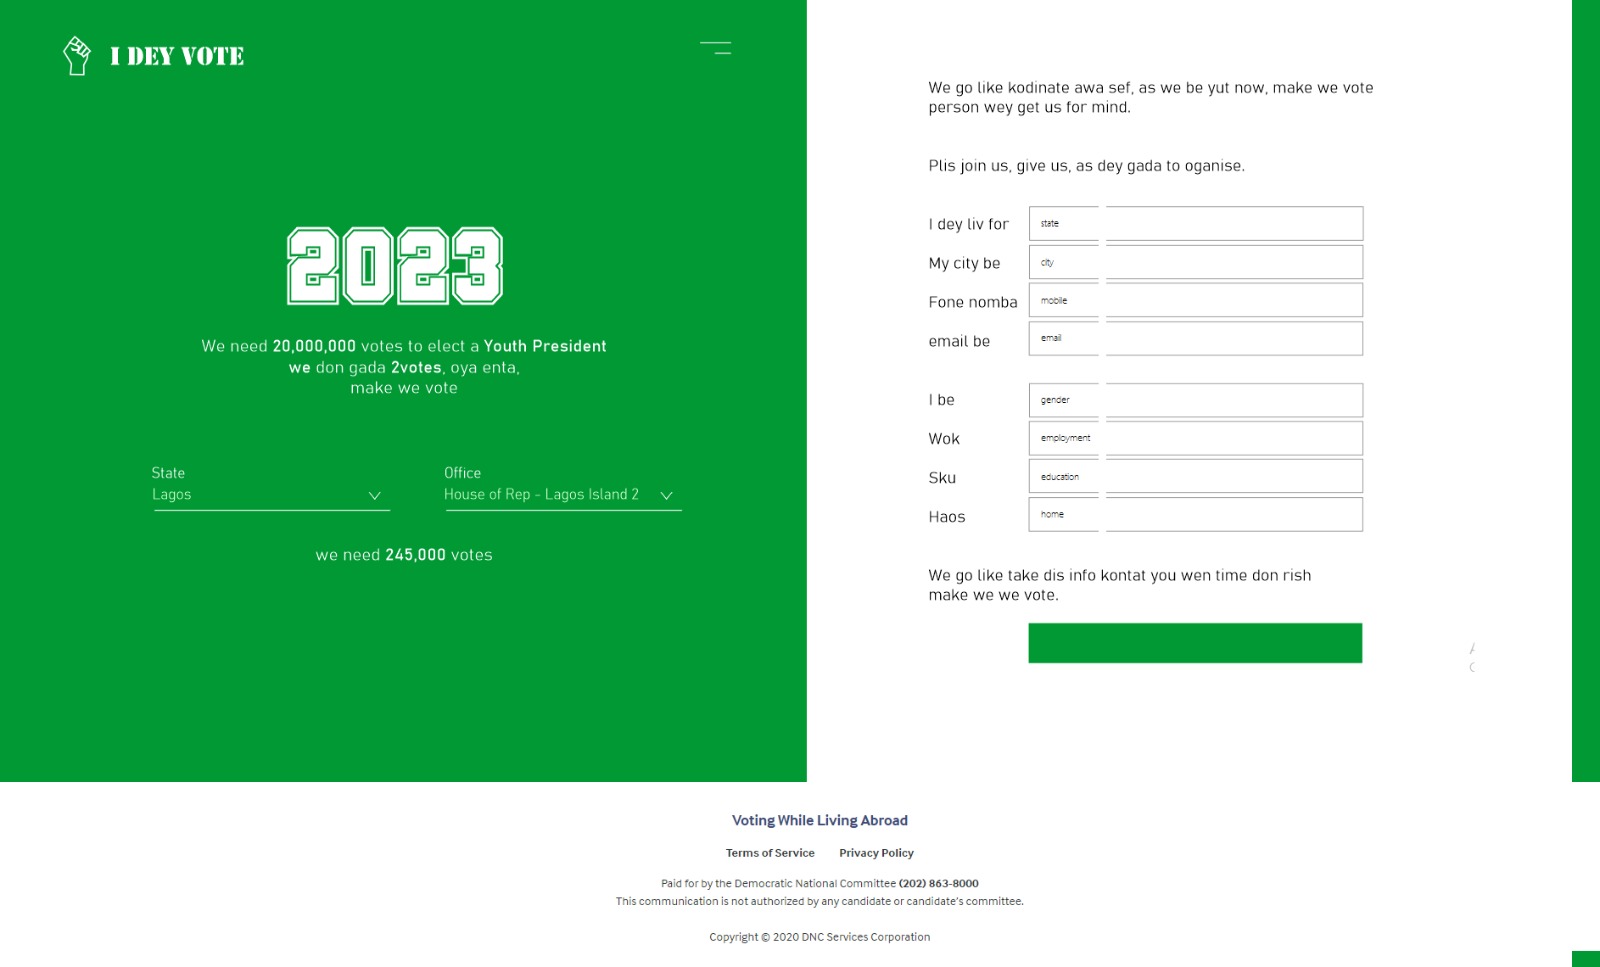 I DEY VOTE
2023
We need 20,000,000 votes to elect a Youth President
we don gada 2votes, oya enta,
make we vote
State
Lagos
Office
House of Rep - Lagos Island 2
we need 245,000 votes
We go like kodinate awa sef, as we be yut now, make we vote
person wey get us for mind.
Plis join us, give us, as dey gada to oganise.
I dey liv for state
My city be city
Fone nomba mobile
email be email
I be gender
Wok employment
Sku education
Haos home
We go like take dis info kontat you wen time don rish
make we we vote.
Voting While Living Abroad
Terms of Service Privacy Policy
Paid for by the Democratic National Committee (202) 863-8000
This communication is not authorized by any candidate or candidate's committee.
Copyright © 2020 DNC Services Corporation